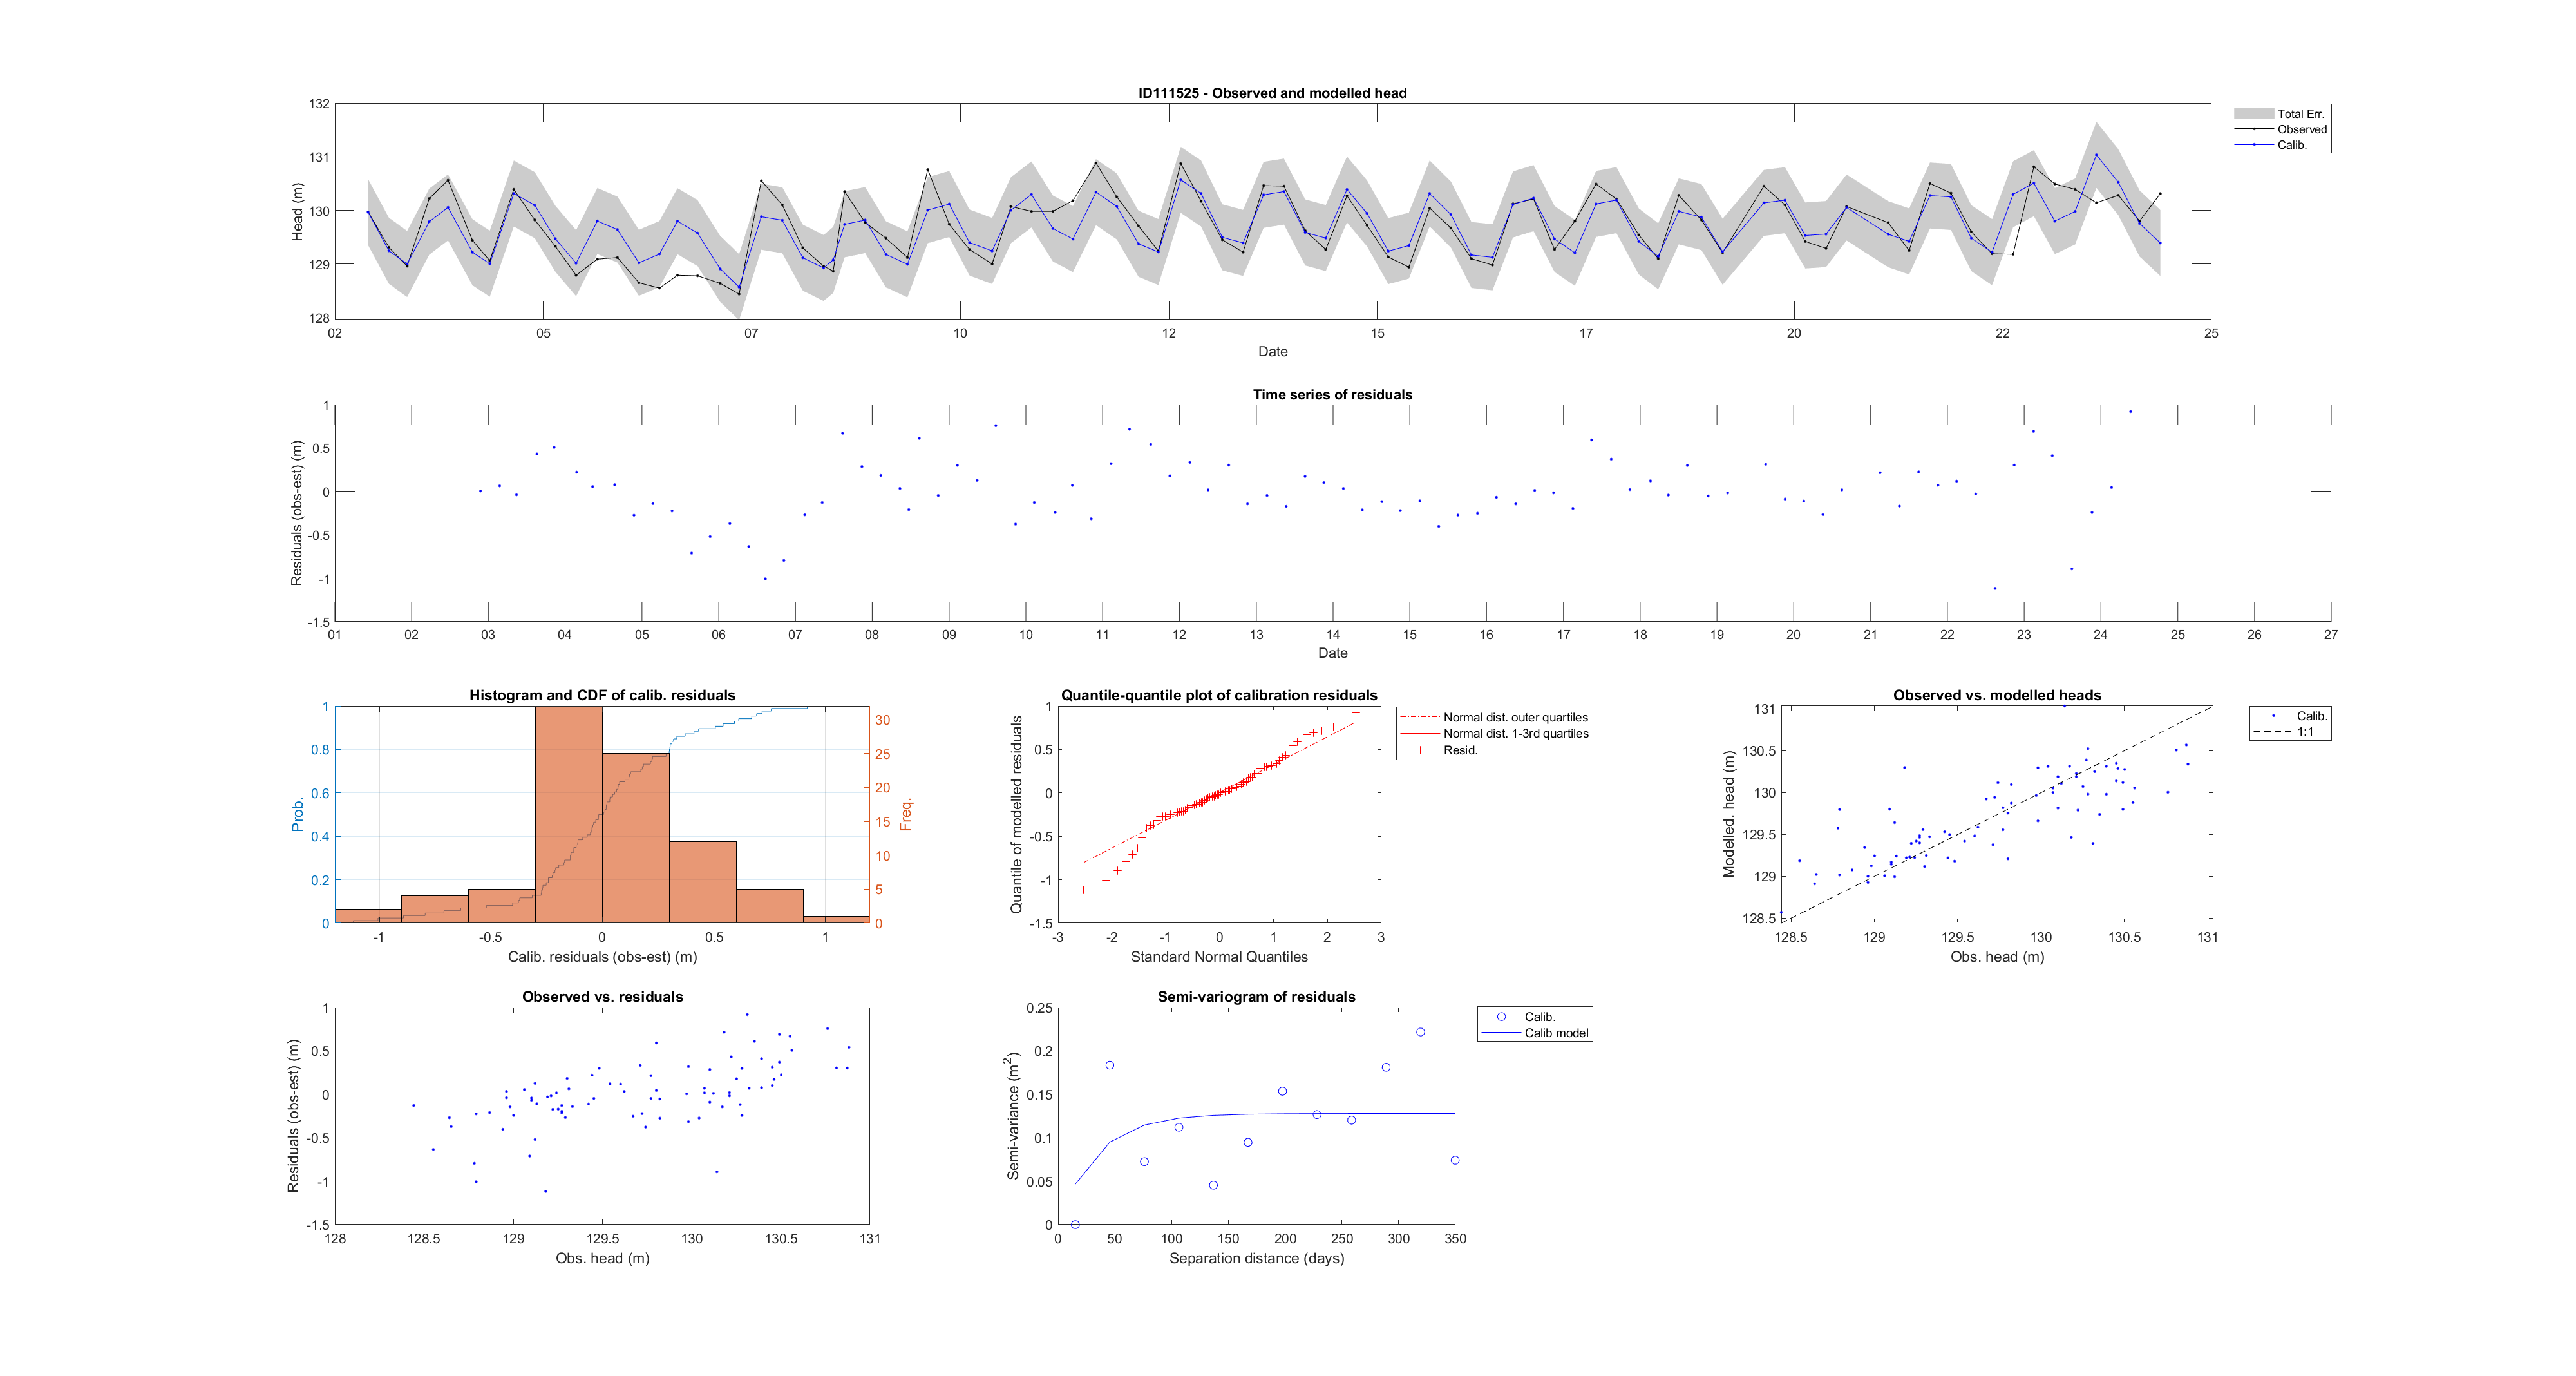 ID111525 - Observed and modelled head
132
131
130
129
128
Head (m)
02 05 07 10 12 15 17 20 22 25
Date
Total Err.
Observed
Calib.
Time series of residuals
1
0.5
0
-0.5
-1
-1.5
Residuals (obs-est) (m)
01 02 03 04 05 06 07 08 09 10 11 12 13 14 15 16 17 18 19 20 21 22 23 24 25 26 27
Date
Histogram and CDF of calib. residuals
1
0.8
0.6
0.4
0.2
0
Prob.
30
25
20
15
10
5
0
Freq.
-1 -0.5 0 0.5 1
Calib. residuals (obs-est) (m)
Quantile-quantile plot of calibration residuals
1
0.5
0
-0.5
-1
-1.5
Quantile of modelled residuals
-3 -2 -1 0 1 2 3
Standard Normal Quantiles
Normal dist. outer quartiles
Normal dist. 1-3rd quartiles
Resid.
Observed vs. modelled heads
131
130.5
130
129.5
129
128.5
Modelled. head (m)
128.5 129 129.5 130 130.5 131
Obs. head (m)
Calib.
1:1
Observed vs. residuals
1
0.5
0
-0.5
-1
-1.5
Residuals (obs-est) (m)
128 128.5 129 129.5 130 130.5 131
Obs. head (m)
Semi-variogram of residuals
0.25
0.2
0.15
0.1
0.05
0
Semi-variance (m²)
0 50 100 150 200 250 300 350
Separation distance (days)
Calib.
Calib model